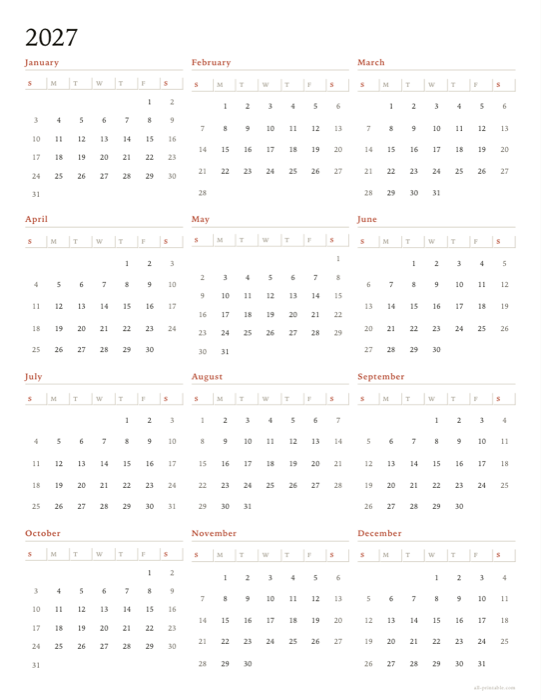 2027
January
S M T W T F S
1 2
3 4 5 6 7 8 9
10 11 12 13 14 15 16
17 18 19 20 21 22 23
24 25 26 27 28 29 30
31
February
S M T W T F S
1 2 3 4 5 6
7 8 9 10 11 12 13
14 15 16 17 18 19 20
21 22 23 24 25 26 27
28
March
S M T W T F S
1 2 3 4 5 6
7 8 9 10 11 12 13
14 15 16 17 18 19 20
21 22 23 24 25 26 27
28 29 30 31
April
S M T W T F S
1 2 3
4 5 6 7 8 9 10
11 12 13 14 15 16 17
18 19 20 21 22 23 24
25 26 27 28 29 30
May
S M T W T F S
1
2 3 4 5 6 7 8
9 10 11 12 13 14 15
16 17 18 19 20 21 22
23 24 25 26 27 28 29
30 31
June
S M T W T F S
1 2 3 4 5
6 7 8 9 10 11 12
13 14 15 16 17 18 19
20 21 22 23 24 25 26
27 28 29 30
July
S M T W T F S
1 2 3
4 5 6 7 8 9 10
11 12 13 14 15 16 17
18 19 20 21 22 23 24
25 26 27 28 29 30 31
August
S M T W T F S
1 2 3 4 5 6 7
8 9 10 11 12 13 14
15 16 17 18 19 20 21
22 23 24 25 26 27 28
29 30 31
September
S M T W T F S
1 2 3 4
5 6 7 8 9 10 11
12 13 14 15 16 17 18
19 20 21 22 23 24 25
26 27 28 29 30
October
S M T W T F S
1 2
3 4 5 6 7 8 9
10 11 12 13 14 15 16
17 18 19 20 21 22 23
24 25 26 27 28 29 30
31
November
S M T W T F S
1 2 3 4 5 6
7 8 9 10 11 12 13
14 15 16 17 18 19 20
21 22 23 24 25 26 27
28 29 30
December
S M T W T F S
1 2 3 4
5 6 7 8 9 10 11
12 13 14 15 16 17 18
19 20 21 22 23 24 25
26 27 28 29 30 31
all-printable.com